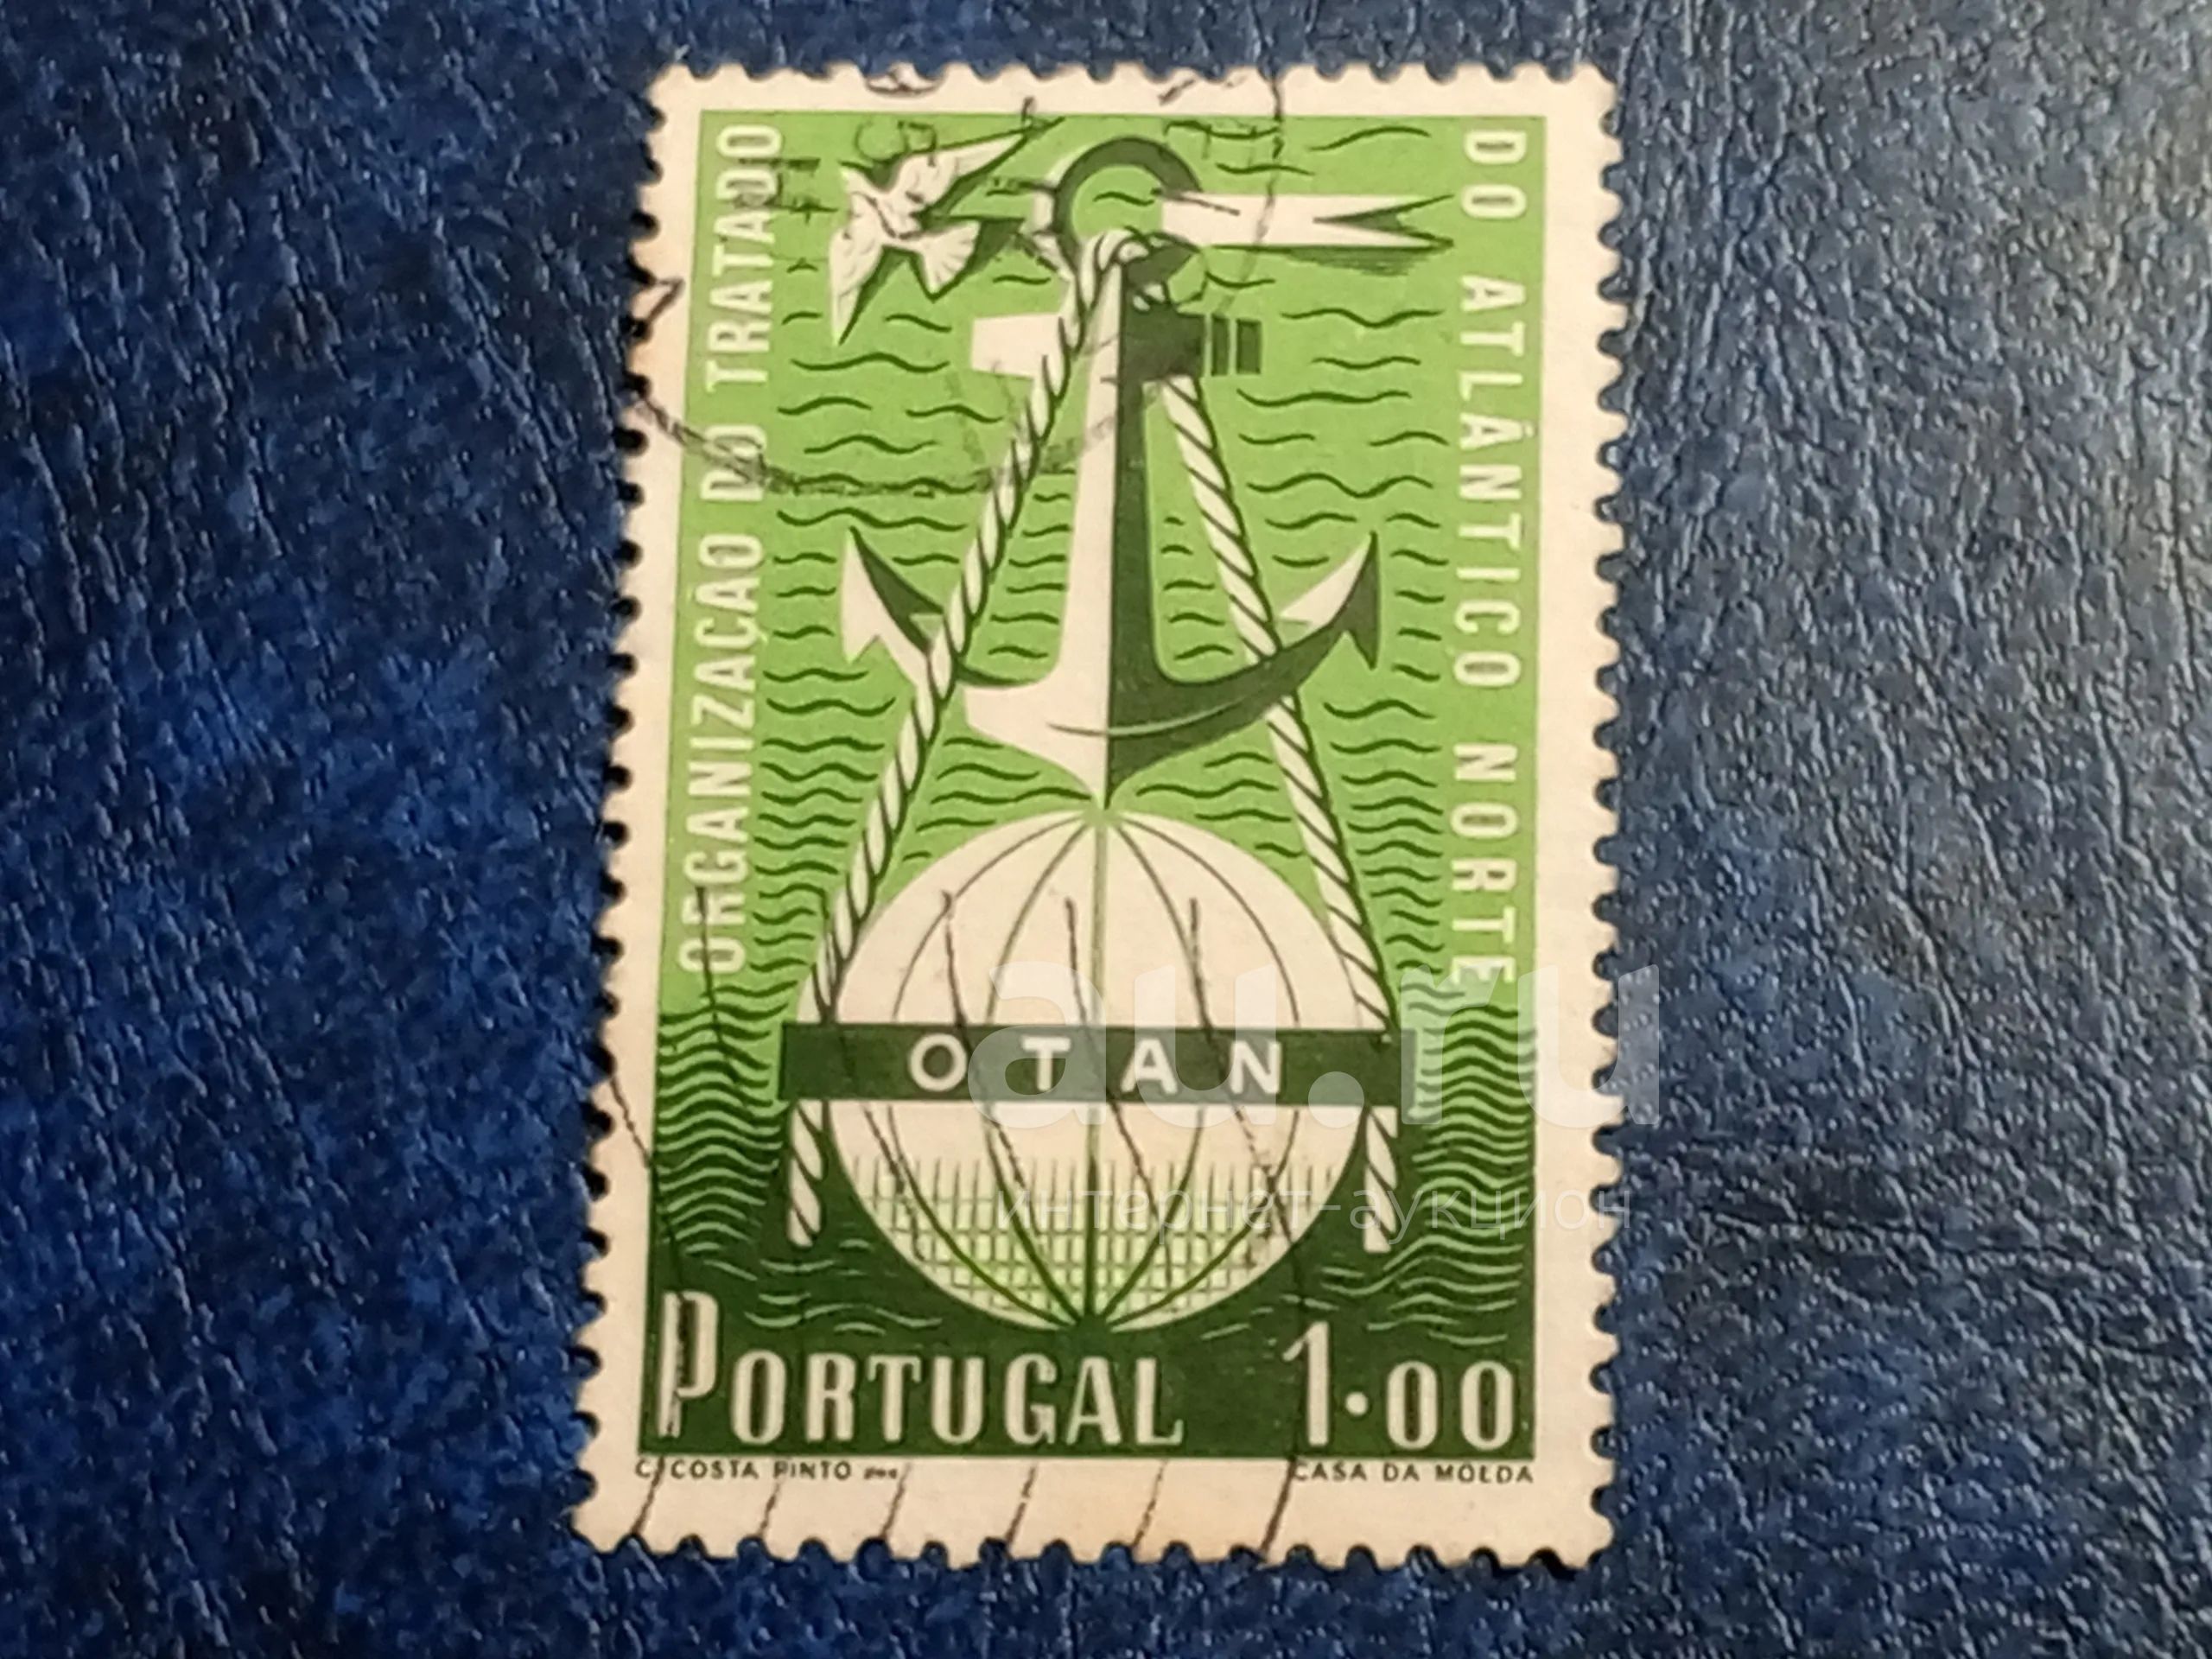 ORGANIZAÇÃO DO TRATADO
DO ATLÂNTICO NORTE
OTAN
PORTUGAL 1·00
C. COSTA PINTO
CASA DA MOEDA
au.ru
интернет-аукцион